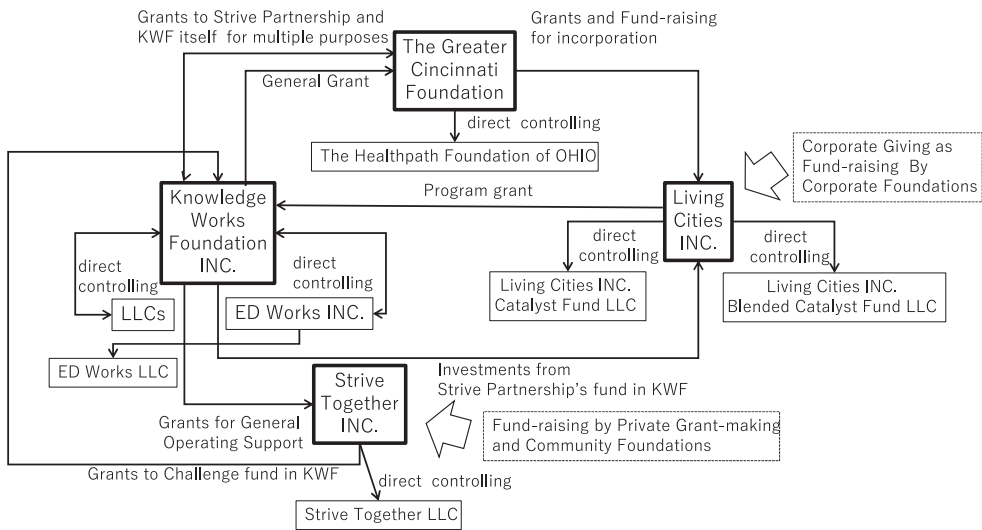 Grants to Strive Partnership and
KWF itself for multiple purposes
Grants and Fund-raising
for incorporation
The Greater
Cincinnati
Foundation
General Grant
direct controlling
The Healthpath Foundation of OHIO
Corporate Giving as
Fund-raising By
Corporate Foundations
Program grant
Knowledge
Works
Foundation
INC.
Living
Cities
INC.
direct
controlling
direct
controlling
direct
controlling
direct
controlling
LLCs
ED Works INC.
Living Cities INC.
Catalyst Fund LLC
Living Cities INC.
Blended Catalyst Fund LLC
ED Works LLC
Strive
Together
INC.
Investments from
Strive Partnership's fund in KWF
Grants for General
Operating Support
Fund-raising by Private Grant-making
and Community Foundations
Grants to Challenge fund in KWF
direct controlling
Strive Together LLC